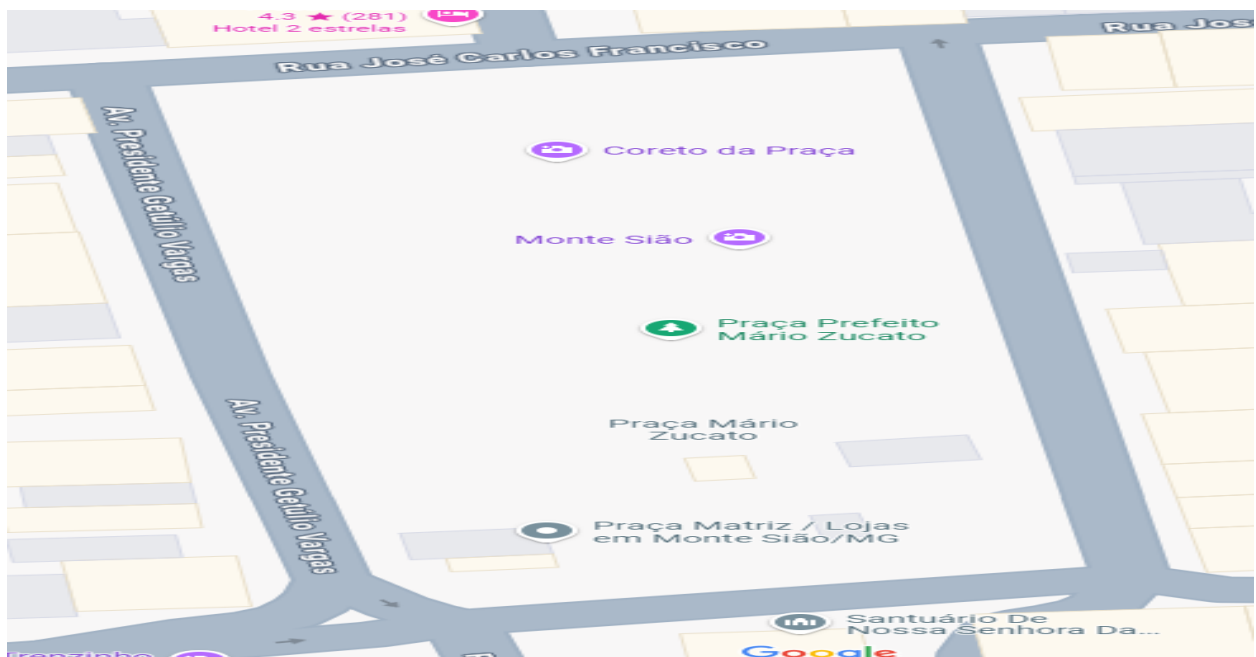 4.3 ★ (281)
Hotel 2 estrelas
Rua José Carlos Francisco
Rua Jos
Av. Presidente Getúlio Vargas
Coreto da Praça
Monte Sião
Praça Prefeito
Mário Zucato
Av. Presidente Getúlio Vargas
Praça Mário
Zucato
Praça Matriz / Lojas
em Monte Sião/MG
Santuário De
Nossa Senhora Da...
Google
Trenzinho